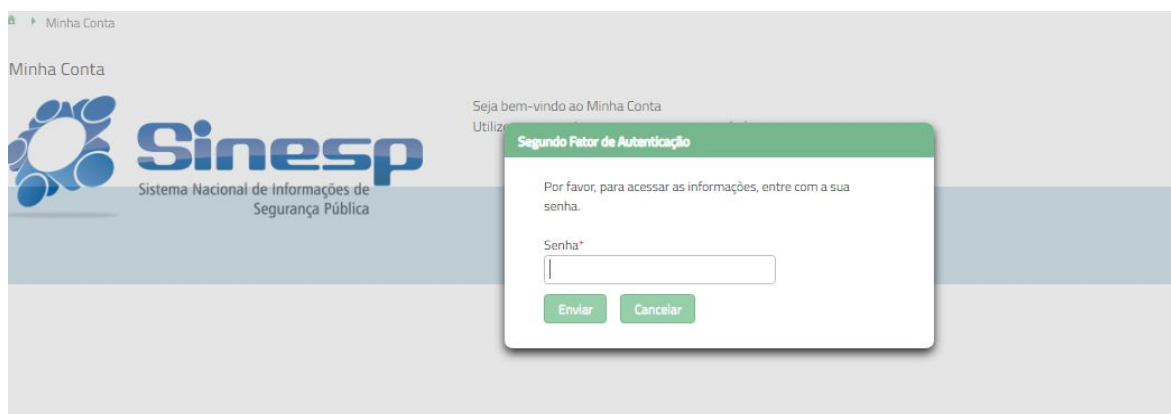 Minha Conta
Minha Conta
Sinesp
Sistema Nacional de Informações de
Segurança Pública
Seja bem-vindo ao Minha Conta
Segundo Fator de Autenticação
Por favor, para acessar as informações, entre com a sua
senha.
Senha*
Enviar
Cancelar